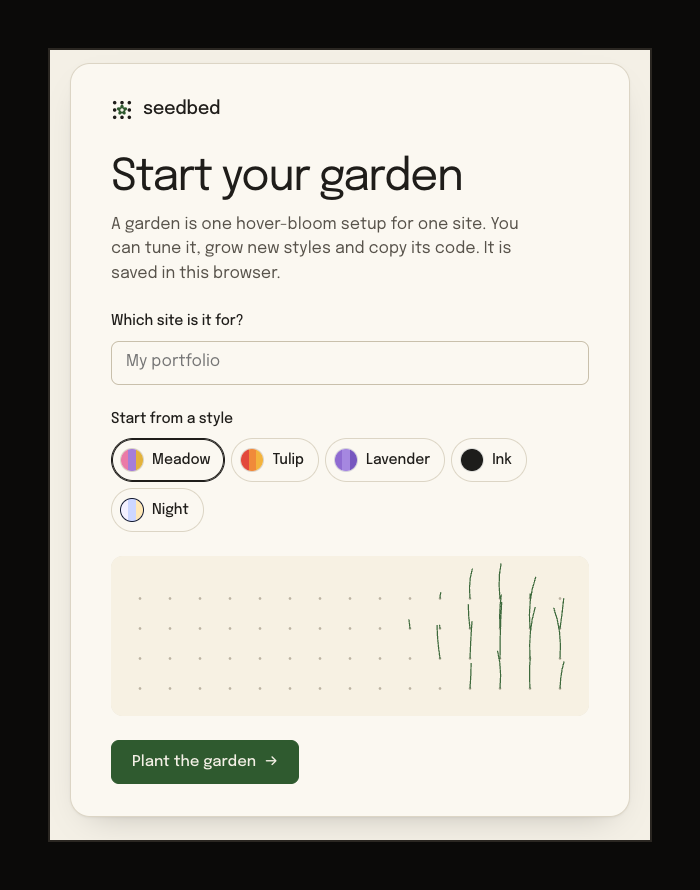 seedbed
Start your garden
A garden is one hover-bloom setup for one site. You
can tune it, grow new styles and copy its code. It is
saved in this browser.
Which site is it for?
My portfolio
Start from a style
Meadow Tulip Lavender Ink
Night
Plant the garden →